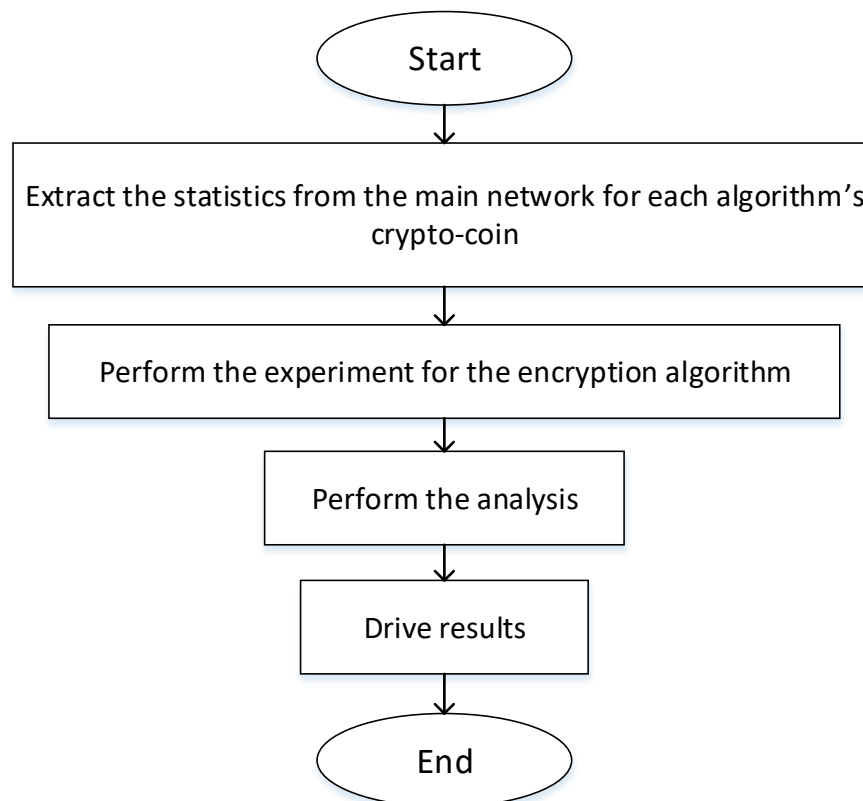 Start
Extract the statistics from the main network for each algorithm’s
crypto-coin
Perform the experiment for the encryption algorithm
Perform the analysis
Drive results
End